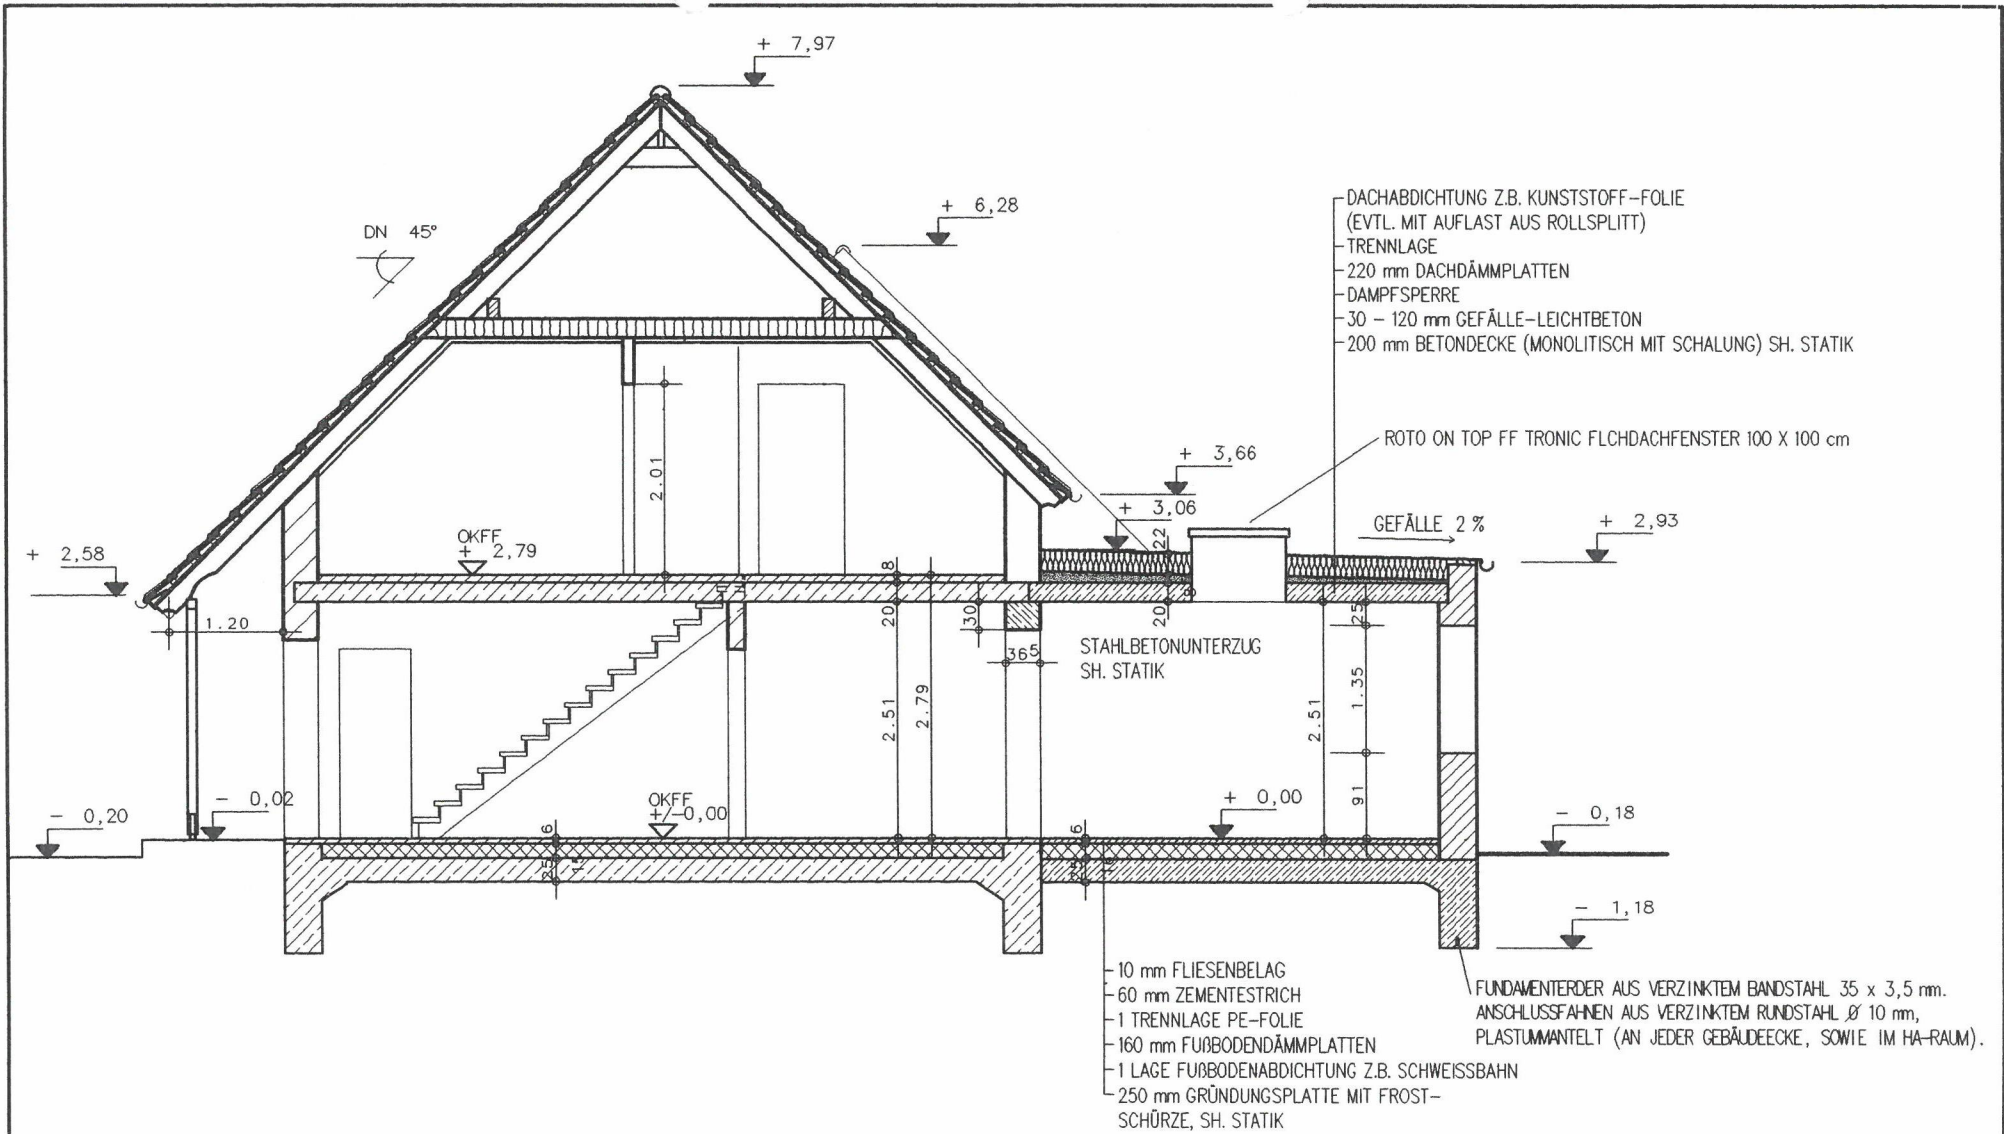 + 7,97
+ 6,28
DN 45°
DACHABDICHTUNG Z.B. KUNSTSTOFF-FOLIE
(EVTL. MIT AUFLAST AUS ROLLSPLITT)
TRENNLAGE
220 mm DACHDÄMMPLATTEN
DAMPFSPERRE
30 - 120 mm GEFÄLLE-LEICHTBETON
200 mm BETONDECKE (MONOLITISCH MIT SCHALUNG) SH. STATIK
ROTO ON TOP FF TRONIC FLCHDACHFENSTER 100 X 100 cm
+ 3,66
+ 3,06
GEFÄLLE 2 %
+ 2,93
2.01
OKFF
+ 2,79
+ 2,58
22
8
20
30
20
25
1.20
36⁵
STAHLBETONUNTERZUG
SH. STATIK
2.51
2.79
2.51
1.35
91
OKFF
+/-0,00
+ 0,00
- 0,20
- 0,02
- 0,18
6
25
6
25
- 1,18
10 mm FLIESENBELAG
60 mm ZEMENTESTRICH
1 TRENNLAGE PE-FOLIE
160 mm FUßBODENDÄMMPLATTEN
1 LAGE FUßBODENABDICHTUNG Z.B. SCHWEISSBAHN
250 mm GRÜNDUNGSPLATTE MIT FROST-
SCHÜRZE, SH. STATIK
FUNDAMENTERDER AUS VERZINKTEM BANDSTAHL 35 x 3,5 mm.
ANSCHLUSSFAHNEN AUS VERZINKTEM RUNDSTAHL Ø 10 mm,
PLASTUMMANTELT (AN JEDER GEBÄUDEECKE, SOWIE IM HA-RAUM).